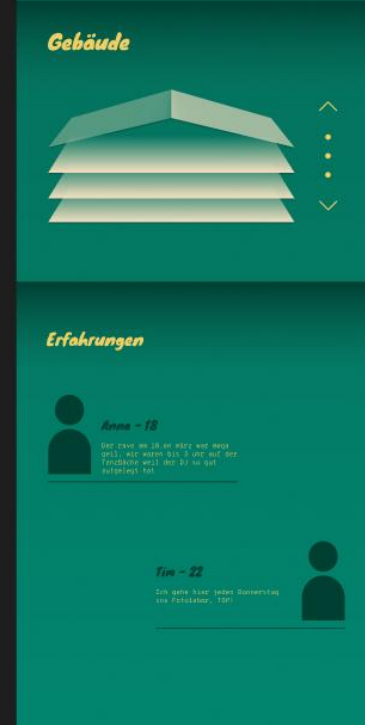 Gebäude
Erfahrungen
Anna - 18
Der rave am 18.en märz war mega
geil, wir waren bis 3 uhr auf der
Tanzfläche weil der DJ so gut
aufgelegt hat
Tim - 22
Ich gehe hier jeden Donnerstag
ins Fotolabor, TOP!